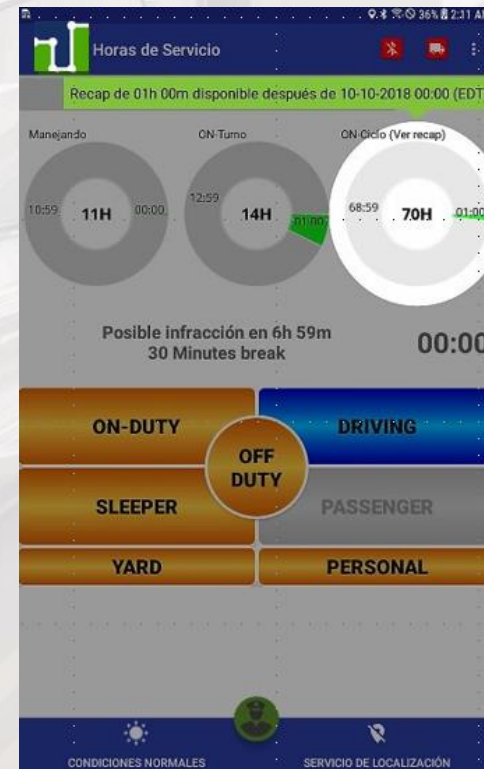 36% 2:31 AM
Horas de Servicio
Recap de 01h 00m disponible después de 10-10-2018 00:00 (EDT
Manejando
ON-Turno
ON-Ciclo (Ver recap)
10:59 11H 00:00
12:59 14H 01:00
68:59 70H 01:00
Posible infracción en 6h 59m
30 Minutes break
00:00
ON-DUTY
DRIVING
OFF
DUTY
SLEEPER
PASSENGER
YARD
PERSONAL
CONDICIONES NORMALES
SERVICIO DE LOCALIZACIÓN